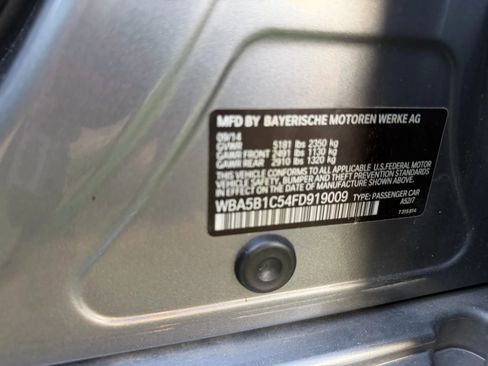 MFD BY BAYERISCHE MOTOREN WERKE AG
09/14
GVWR 5181 lbs 2350 kg
GAWR FRONT 2491 lbs 1130 kg
GAWR REAR 2910 lbs 1320 kg
THIS VEHICLE CONFORMS TO ALL APPLICABLE U.S.FEDERAL MOTOR
VEHICLE SAFETY, BUMPER AND THEFT PREVENTION STANDARDS
IN EFFECT ON THE DATE OF MANUFACTURE SHOWN ABOVE.
WBA5B1C54FD919009 TYPE: PASSENGER CAR
A52/7